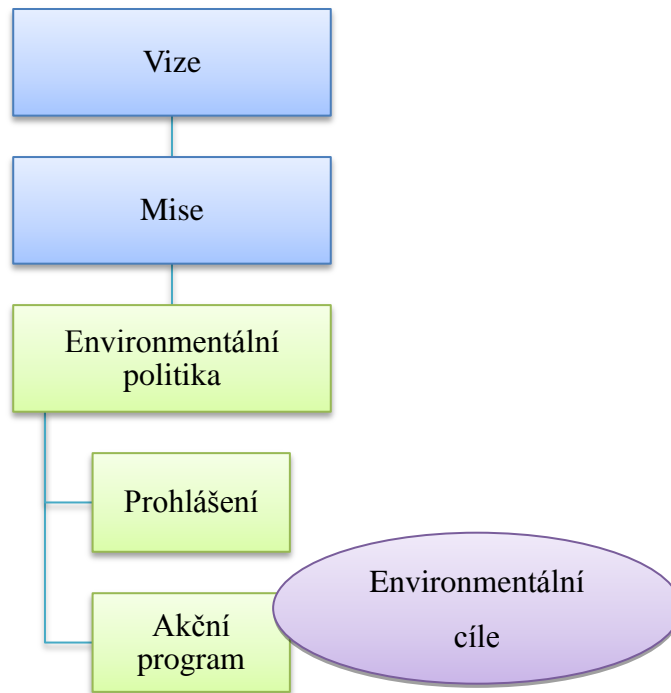 Vize
Mise
Environmentální
politika
Prohlášení
Akční
program
Environmentální
cíle